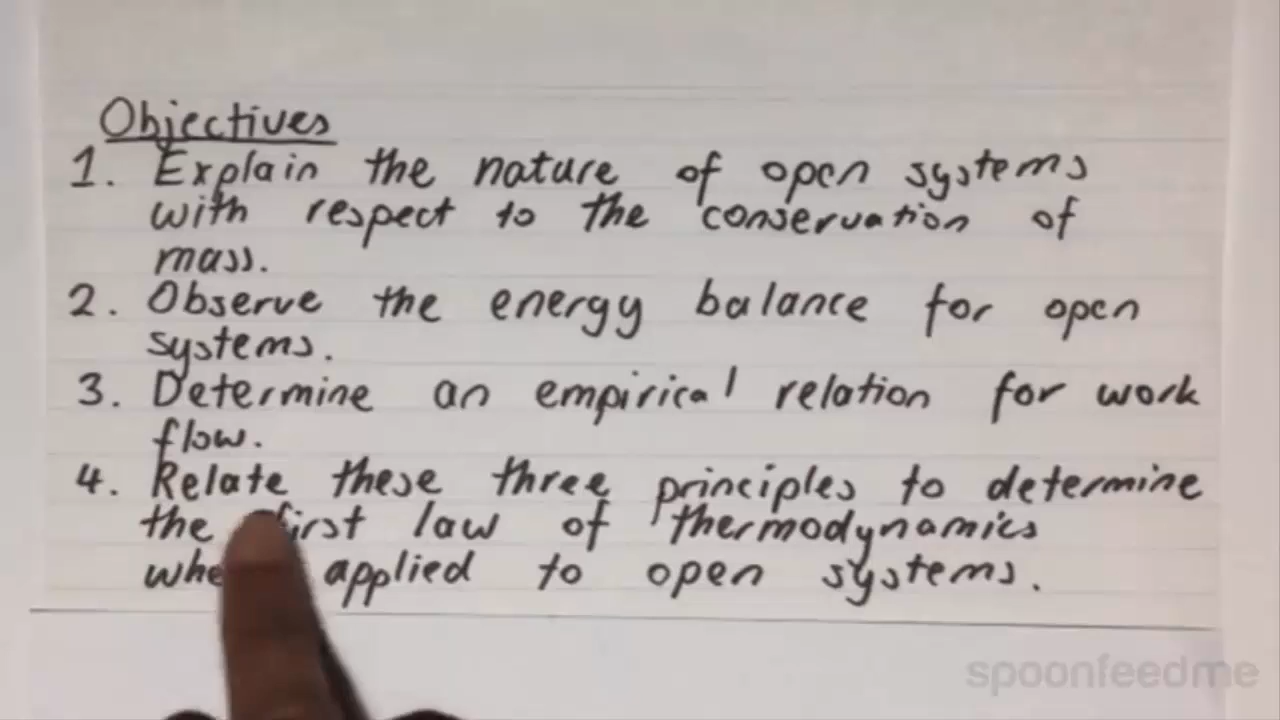 Objectives
1. Explain the nature of open systems
with respect to the conservation of
mass.
2. Observe the energy balance for open
systems.
3. Determine an empirical relation for work
flow.
4. Relate these three principles to determine
the first law of thermodynamics
when applied to open systems.
spoonfeedme